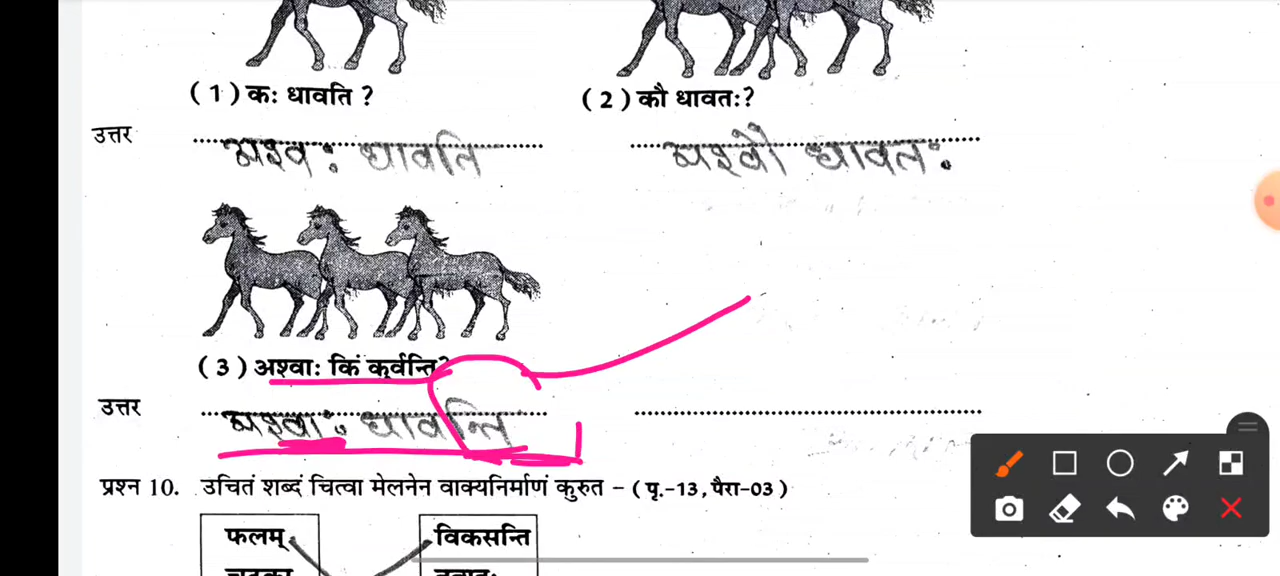 (1) कः धावति ? (2) कौ धावतः?
उत्तर अश्वः धावति अश्वौ धावतः
(3) अश्वाः किं कुर्वन्ति?
उत्तर अश्वाः धावन्ति
प्रश्न 10. उचितं शब्दं चित्वा मेलनेन वाक्यनिर्माणं कुरुत – (पृ.-13, पैरा-03)
फलम् विकसन्ति